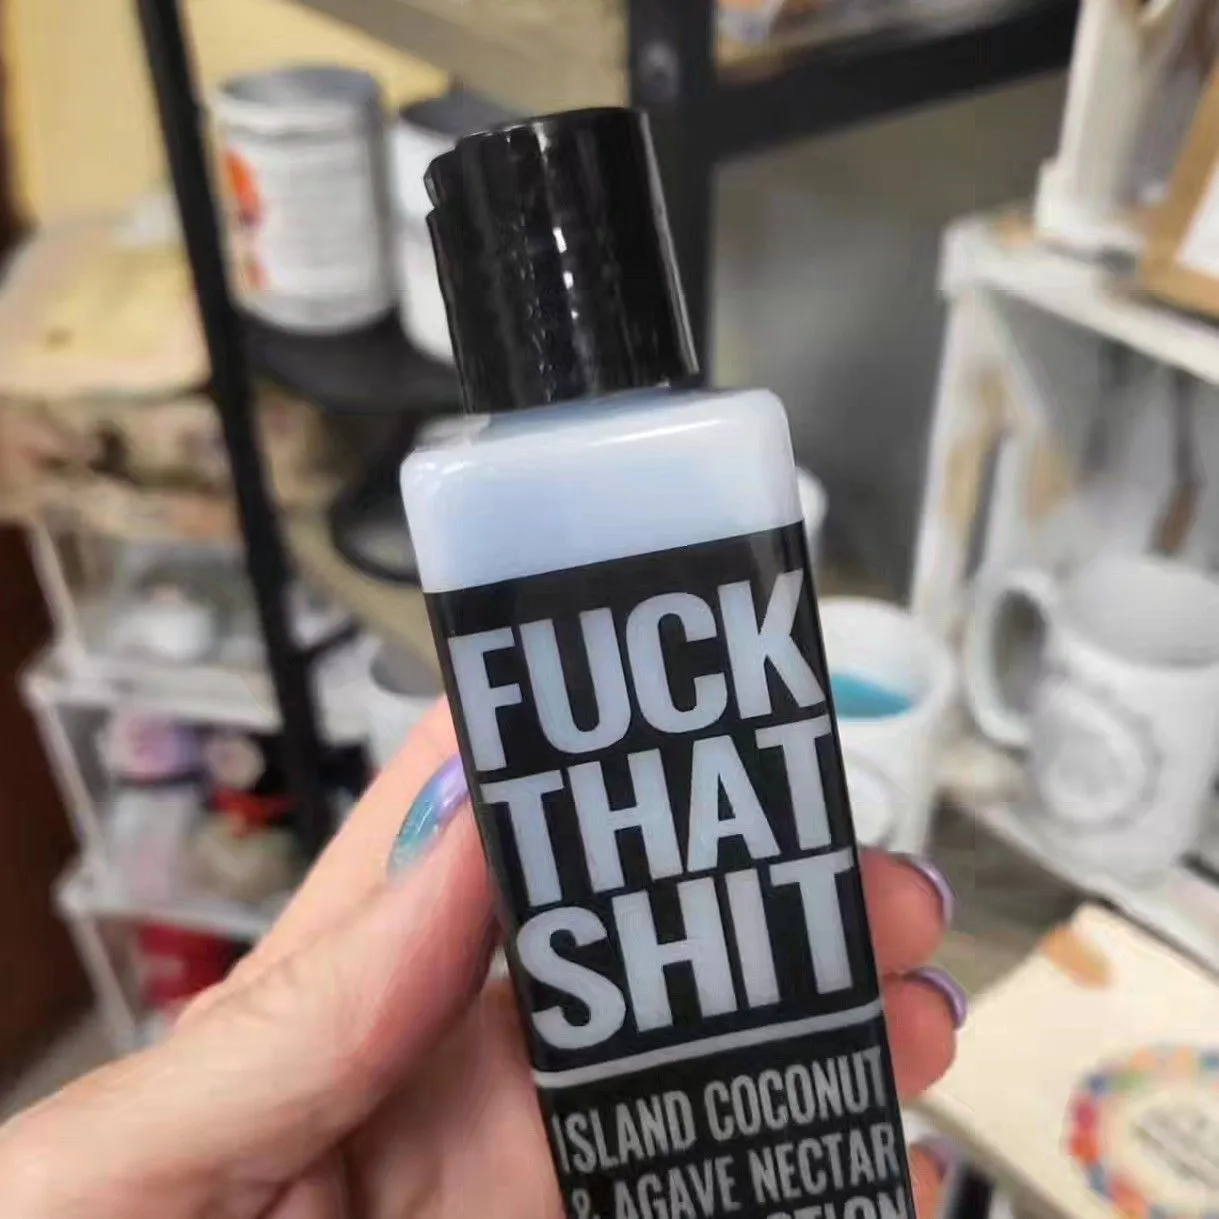 FUCK
THAT
SHIT
ISLAND COCONUT
& AGAVE NECTAR